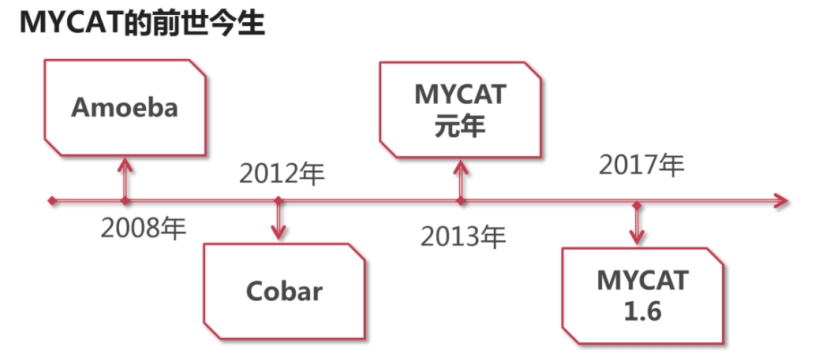 MYCAT的前世今生
Amoeba
2008年
2012年
Cobar
MYCAT
元年
2013年
2017年
MYCAT
1.6